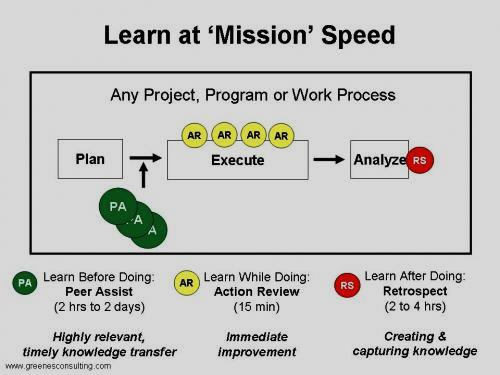 Learn at ‘Mission’ Speed
Any Project, Program or Work Process
AR AR AR AR
Plan
Execute
Analyze
RS
PA
PA
A
PA
Learn Before Doing:
Peer Assist
(2 hrs to 2 days)
Highly relevant,
timely knowledge transfer
AR
Learn While Doing:
Action Review
(15 min)
Immediate
improvement
RS
Learn After Doing:
Retrospect
(2 to 4 hrs)
Creating &
capturing knowledge
www.greenesconsulting.com